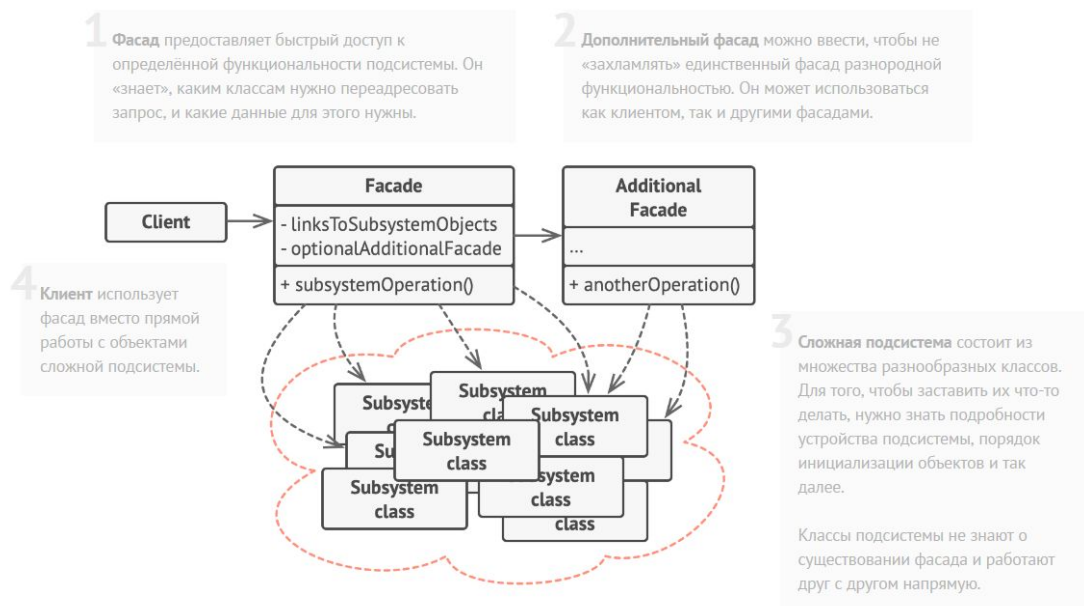 1
Фасад предоставляет быстрый доступ к
определённой функциональности подсистемы. Он
«знает», каким классам нужно переадресовать
запрос, и какие данные для этого нужны.
2
Дополнительный фасад можно ввести, чтобы не
«захламлять» единственный фасад разнородной
функциональностью. Он может использоваться
как клиентом, так и другими фасадами.
Client
Facade
- linksToSubsystemObjects
- optionalAdditionalFacade
+ subsystemOperation()
Additional
Facade
...
+ anotherOperation()
4
Клиент использует
фасад вместо прямой
работы с объектами
сложной подсистемы.
3
Сложная подсистема состоит из
множества разнообразных классов.
Для того, чтобы заставить их что-то
делать, нужно знать подробности
устройства подсистемы, порядок
инициализации объектов и так
далее.
Классы подсистемы не знают о
существовании фасада и работают
друг с другом напрямую.
Subsystem
Subsystem
class
Subsystem
class
Subsystem
class
class
class